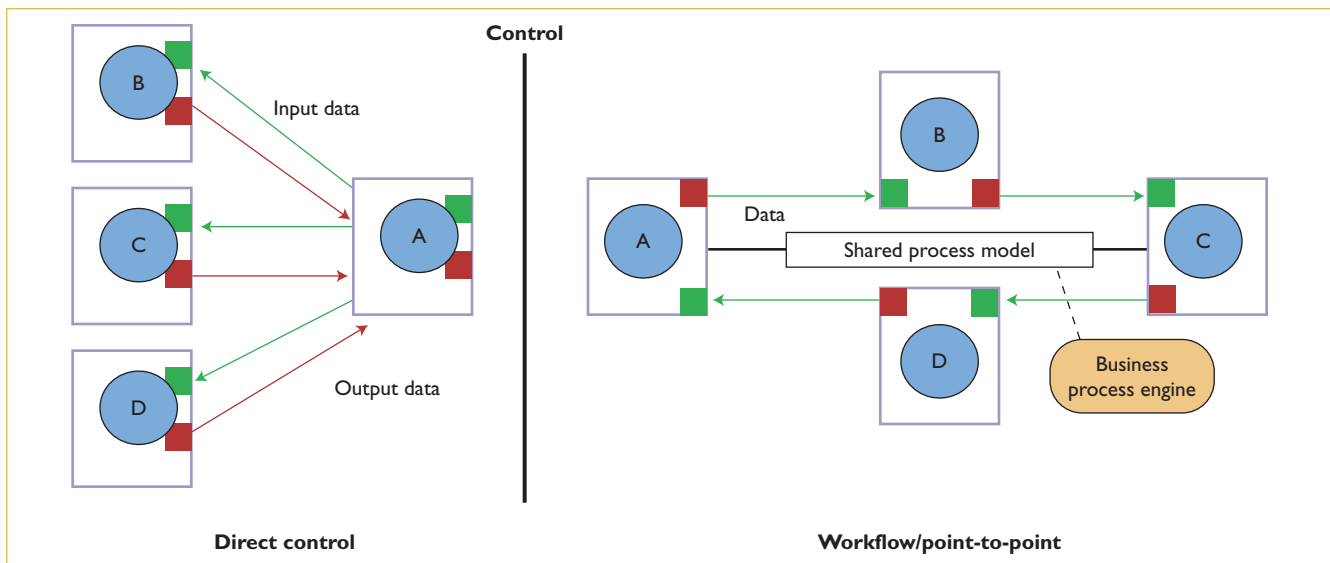 Control
B
Input data
C
A
D
Output data
Direct control
B
A
Data
Shared process model
C
D
Business
process engine
Workflow/point-to-point